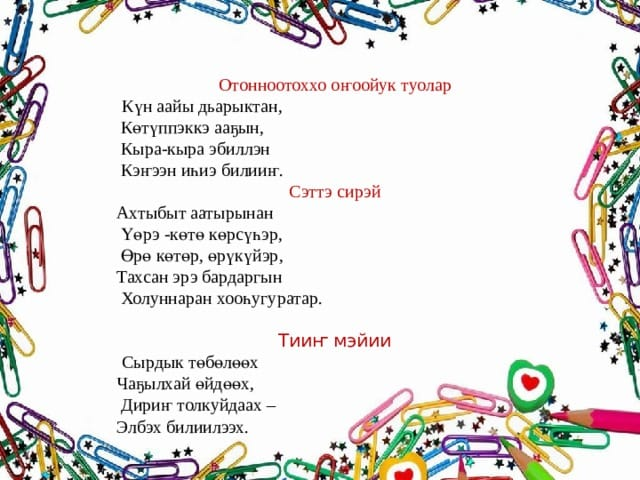 Отонноотоххо оҥоойук туолар
Күн аайы дьарыктан,
Көтүппэккэ ааҕын,
Кыра-кыра эбиллэн
Кэҥээн иһиэ билииҥ.
Сэттэ сирэй
Ахтыбыт аатырынан
Үөрэ -көтө көрсүһэр,
Өрө көтөр, өрүкүйэр,
Тахсан эрэ бардаргын
Холуннаран хооһугуратар.
Тииҥ мэйии
Сырдык төбөлөөх
Чаҕылхай өйдөөх,
Дириҥ толкуйдаах –
Элбэх билиилээх.